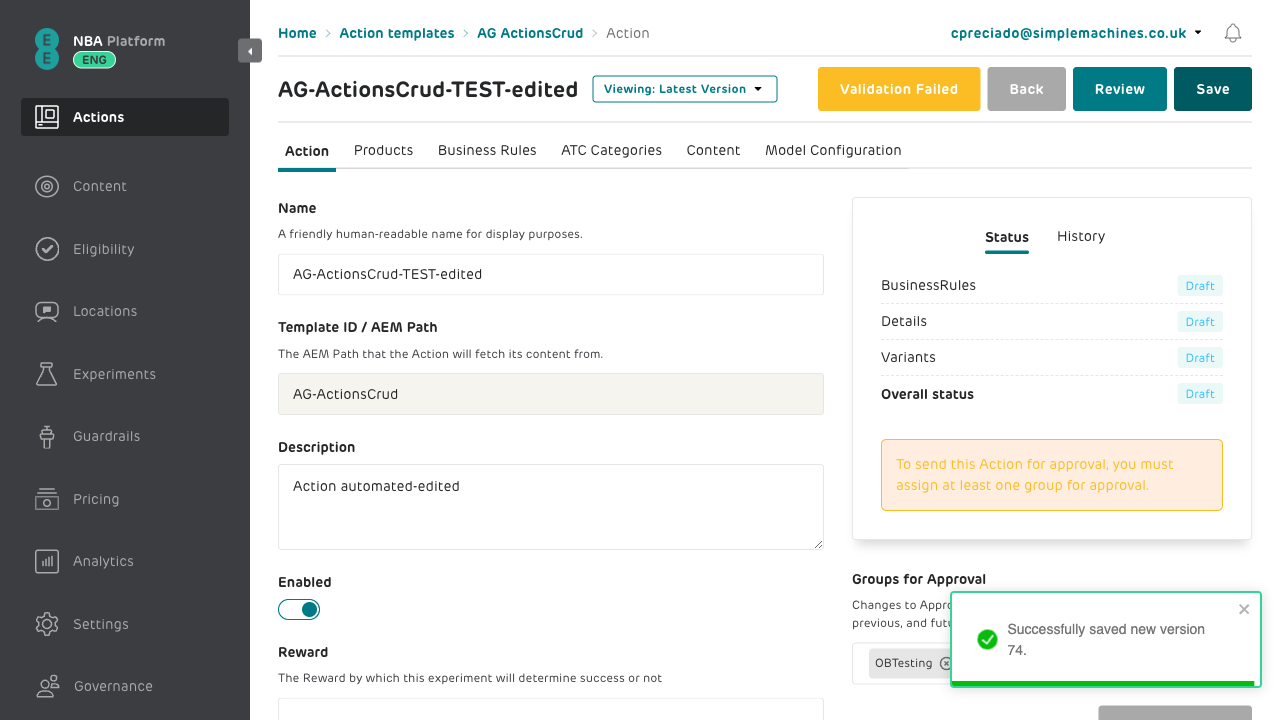 E
E
NBA Platform
ENG
Actions
Content
Eligibility
Locations
Experiments
Guardrails
Pricing
Analytics
Settings
Governance
Home > Action templates > AG ActionsCrud > Action
cpreciado@simplemachines.co.uk
AG-ActionsCrud-TEST-edited
Viewing: Latest Version
Validation Failed
Back
Review
Save
Action
Products
Business Rules
ATC Categories
Content
Model Configuration
Name
A friendly human-readable name for display purposes.
AG-ActionsCrud-TEST-edited
Template ID / AEM Path
The AEM Path that the Action will fetch its content from.
AG-ActionsCrud
Description
Action automated-edited
Enabled
Reward
The Reward by which this experiment will determine success or not
Status
History
BusinessRules Draft
Details Draft
Variants Draft
Overall status Draft
To send this Action for approval, you must
assign at least one group for approval.
Groups for Approval
Changes to Appro
previous, and futu
OBTesting
Successfully saved new version
74.